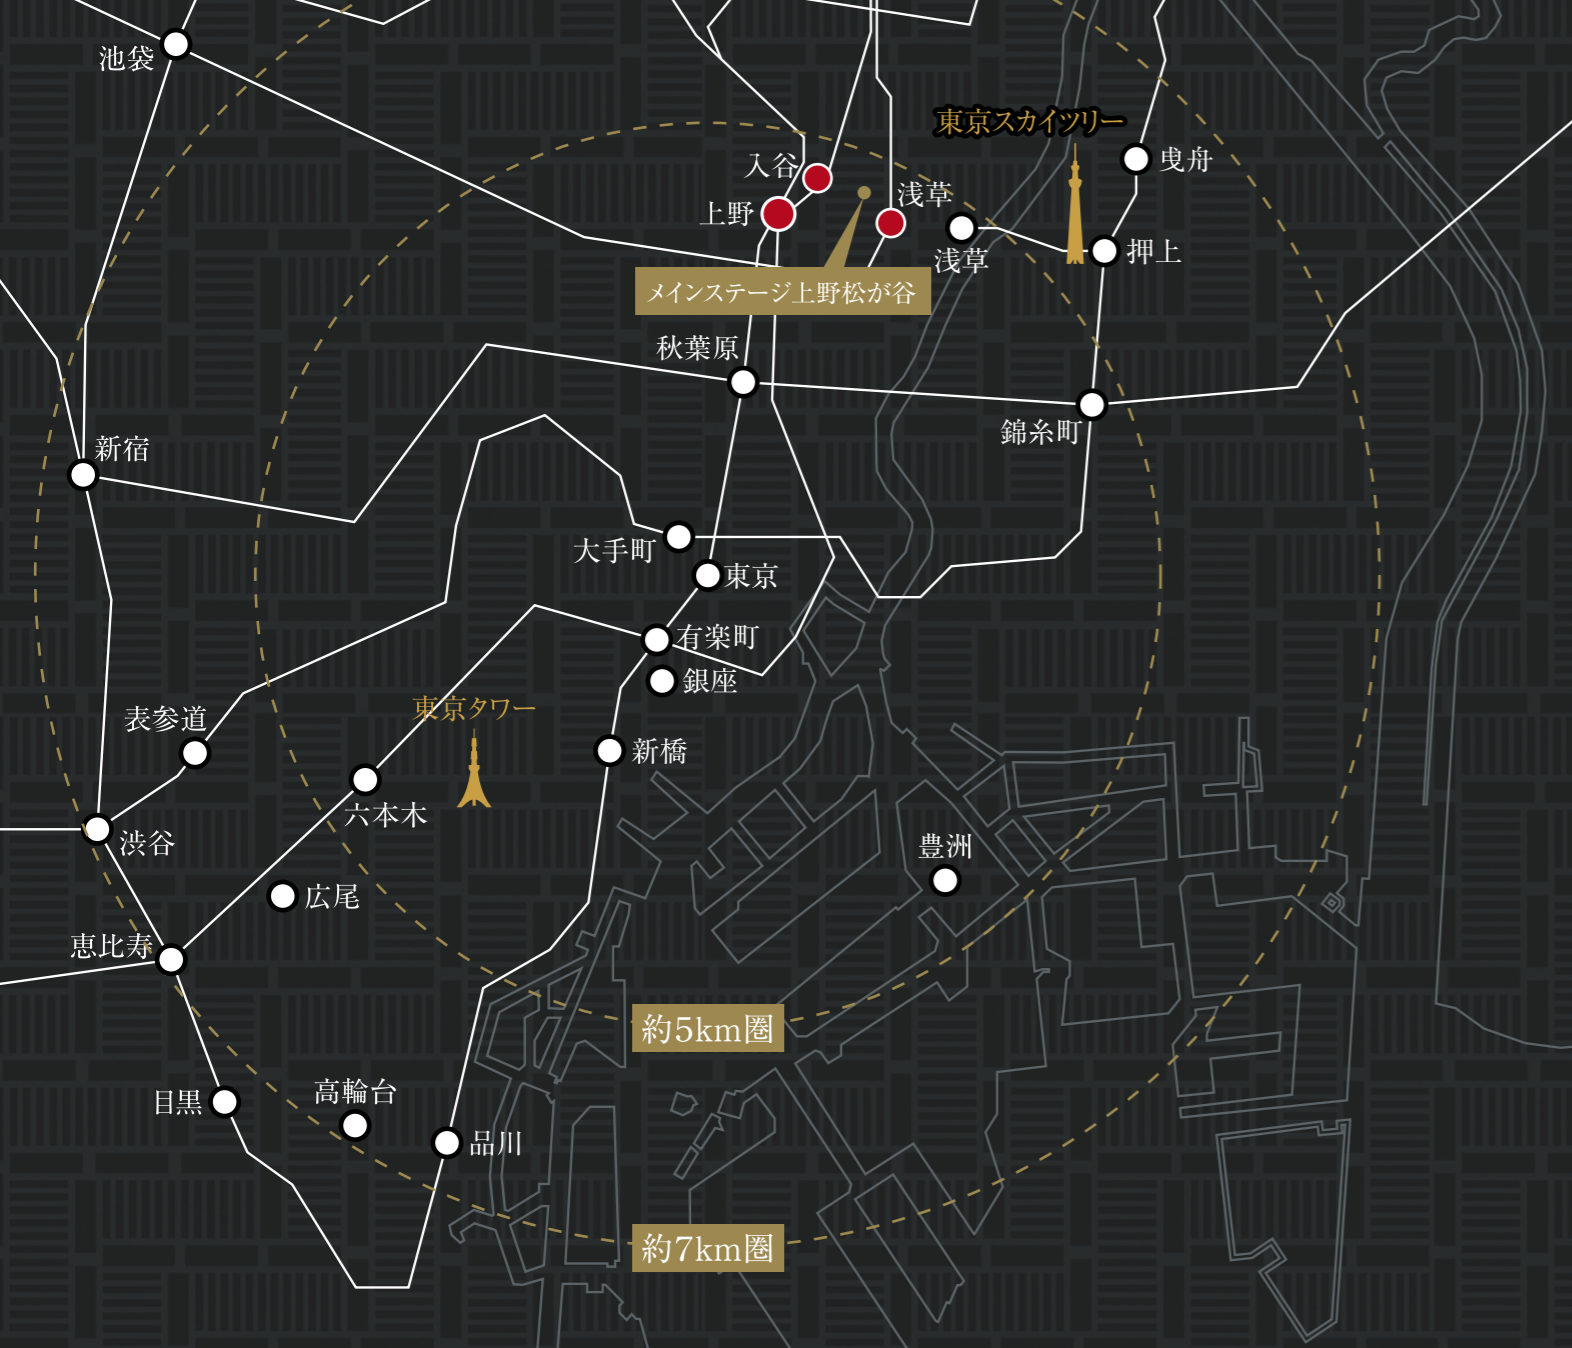 池袋
東京スカイツリー
曳舟
入谷
浅草
上野
浅草
押上
メインステージ上野松が谷
秋葉原
錦糸町
新宿
大手町
東京
有楽町
銀座
東京タワー
表参道
新橋
六本木
渋谷
豊洲
広尾
恵比寿
約5km圏
高輪台
目黒
品川
約7km圏